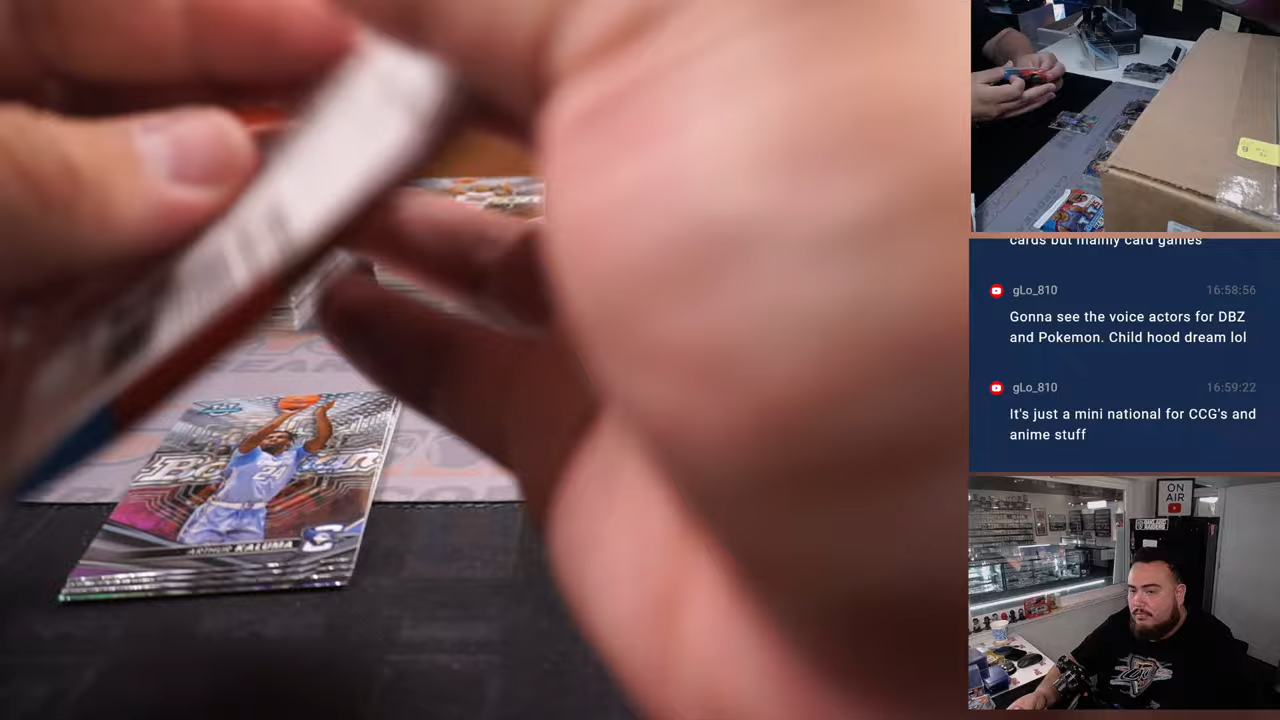 cards but mainly card games
gLo_810 16:58:56
Gonna see the voice actors for DBZ
and Pokemon. Child hood dream lol
gLo_810 16:59:22
It's just a mini national for CCG's and
anime stuff
ON
AIR
24
ARTHUR KALUMA